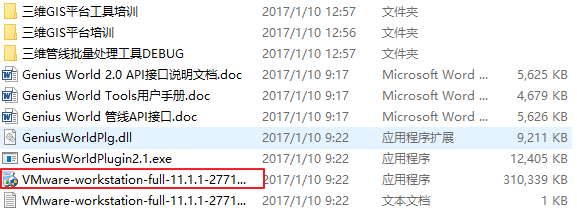 三维GIS平台工具培训 2017/1/10 12:57 文件夹
三维GIS平台培训 2017/1/10 12:56 文件夹
三维管线批量处理工具DEBUG 2017/1/10 12:57 文件夹
Genius World 2.0 API接口说明文档.doc 2017/1/10 9:17 Microsoft Word ... 5,625 KB
Genius World Tools用户手册.doc 2017/1/10 9:17 Microsoft Word ... 4,679 KB
Genius World 管线API接口.doc 2017/1/10 9:17 Microsoft Word ... 5,626 KB
GeniusWorldPlg.dll 2017/1/10 9:22 应用程序扩展 9,211 KB
GeniusWorldPlugin2.1.exe 2017/1/10 9:22 应用程序 12,405 KB
VMware-workstation-full-11.1.1-2771... 2017/1/10 9:22 应用程序 310,339 KB
VMware-workstation-full-11.1.1-2771... 2017/1/10 9:22 文本文档 1 KB